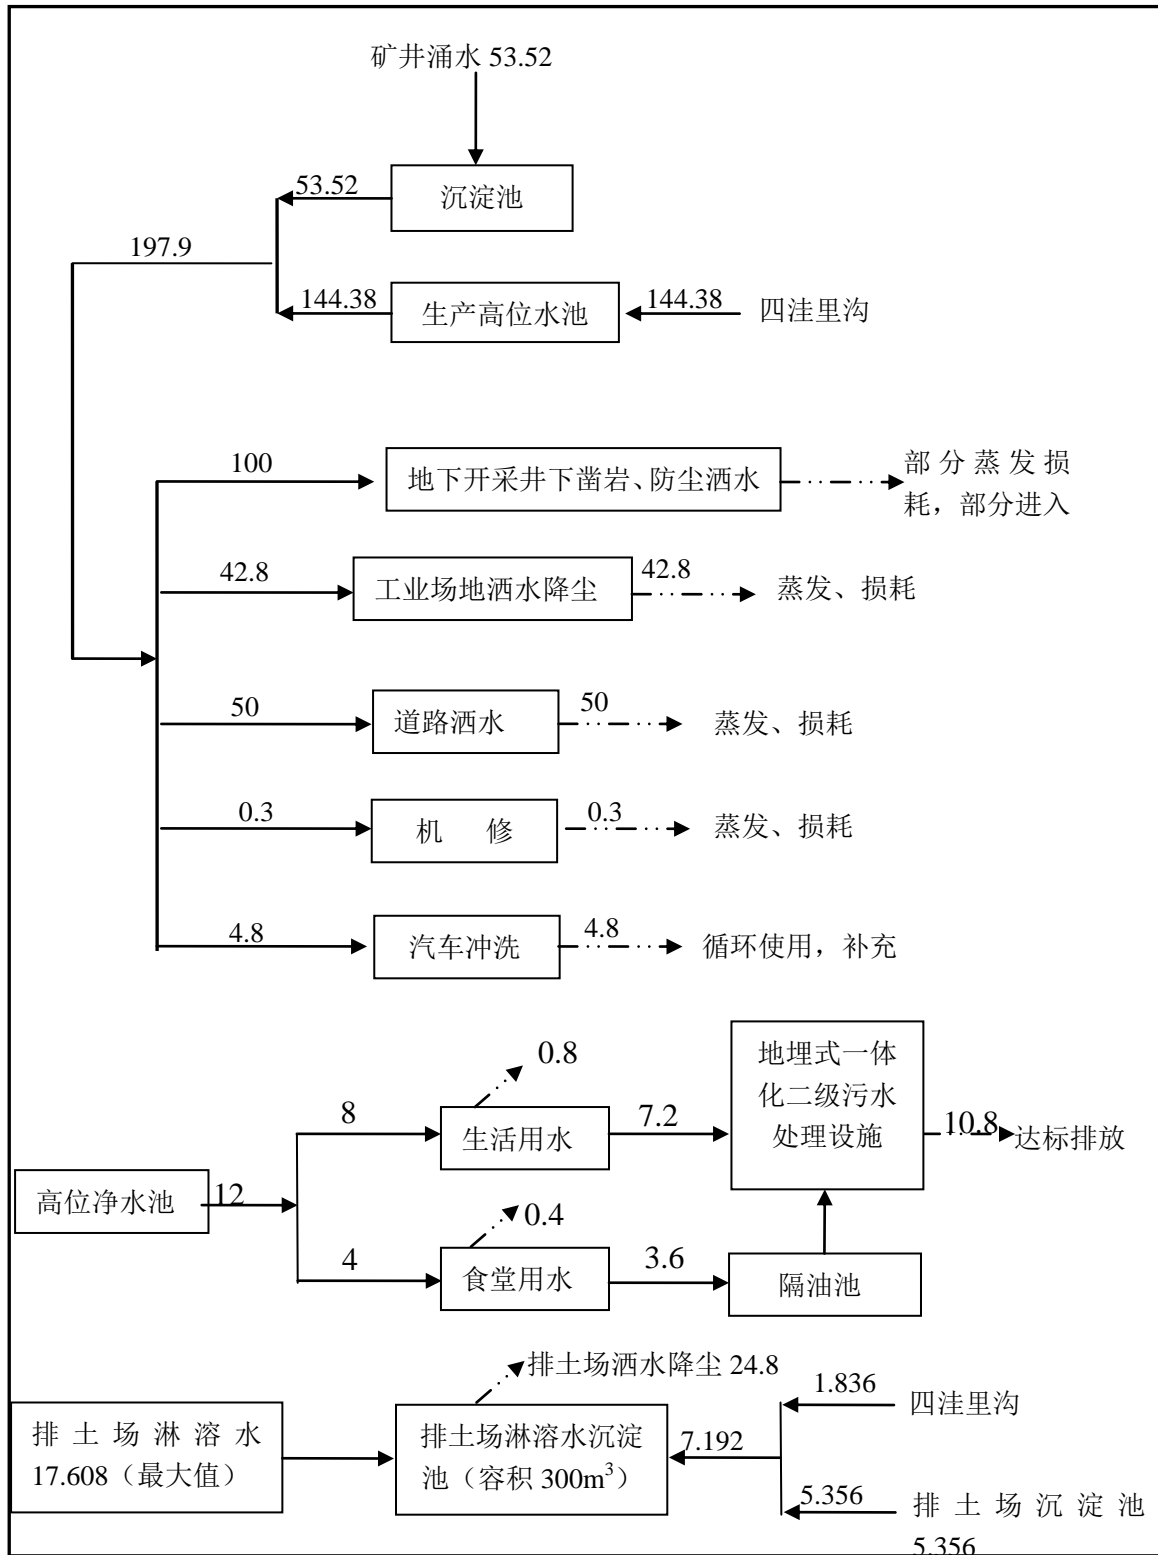 矿井涌水 53.52
53.52
沉淀池
197.9
144.38
生产高位水池
144.38
四洼里沟
100
地下开采井下凿岩、防尘洒水
部分蒸发损
耗，部分进入
42.8
工业场地洒水降尘
42.8
蒸发、损耗
50
道路洒水
50
蒸发、损耗
0.3
机 修
0.3
蒸发、损耗
4.8
汽车冲洗
4.8
循环使用，补充
0.8
地埋式一体
化二级污水
处理设施
8
生活用水
7.2
10.8
达标排放
高位净水池
12
0.4
4
食堂用水
3.6
隔油池
排土场洒水降尘 24.8
1.836
四洼里沟
排土场淋溶水
17.608（最大值）
排土场淋溶水沉淀
池（容积 300m³）
7.192
5.356
排土场沉淀池
5.356